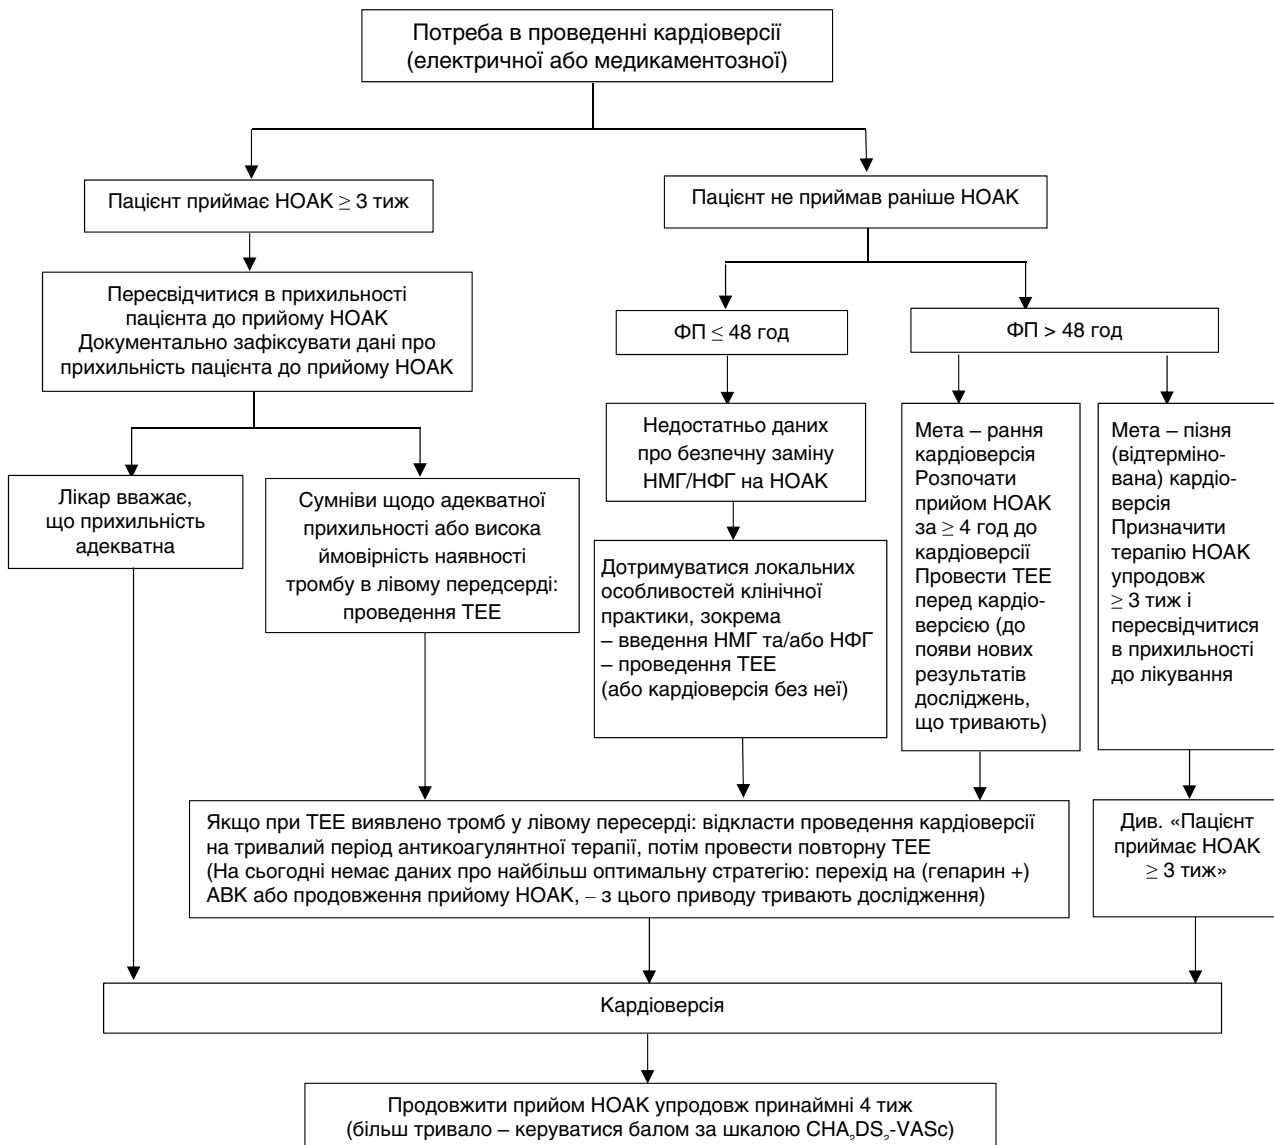 Потреба в проведенні кардіоверсії
(електричної або медикаментозної)
Пацієнт приймає НОАК ≥ 3 тиж
Пацієнт не приймав раніше НОАК
Пересвідчитися в прихильності
пацієнта до прийому НОАК
Документально зафіксувати дані про
прихильність пацієнта до прийому НОАК
ФП ≤ 48 год
ФП > 48 год
Лікар вважає,
що прихильність
адекватна
Сумніви щодо адекватної
прихильності або висока
ймовірність наявності
тромбу в лівому передсерді:
проведення ТЕЕ
Недостатньо даних
про безпечну заміну
НМГ/НФГ на НОАК
Дотримуватися локальних
особливостей клінічної
практики, зокрема
– введення НМГ та/або НФГ
– проведення ТЕЕ
(або кардіоверсія без неї)
Мета – рання
кардіоверсія
Розпочати
прийом НОАК
за ≥ 4 год до
кардіоверсії
Провести ТЕЕ
перед кардіо-
версією (до
появи нових
результатів
досліджень,
що тривають)
Мета – пізня
(відтерміно-
вана) кардіо-
версія
Призначити
терапію НОАК
упродовж
≥ 3 тиж і
пересвідчитися
в прихильності
до лікування
Якщо при ТЕЕ виявлено тромб у лівому пересерді: відкласти проведення кардіоверсії
на тривалий період антикоагулянтної терапії, потім провести повторну ТЕЕ
(На сьогодні немає даних про найбільш оптимальну стратегію: перехід на (гепарин +)
АВК або продовження прийому НОАК, – з цього приводу тривають дослідження)
Див. «Пацієнт
приймає НОАК
≥ 3 тиж»
Кардіоверсія
Продовжити прийом НОАК упродовж принаймні 4 тиж
(більш тривало – керуватися балом за шкалою CHA₂DS₂-VASc)